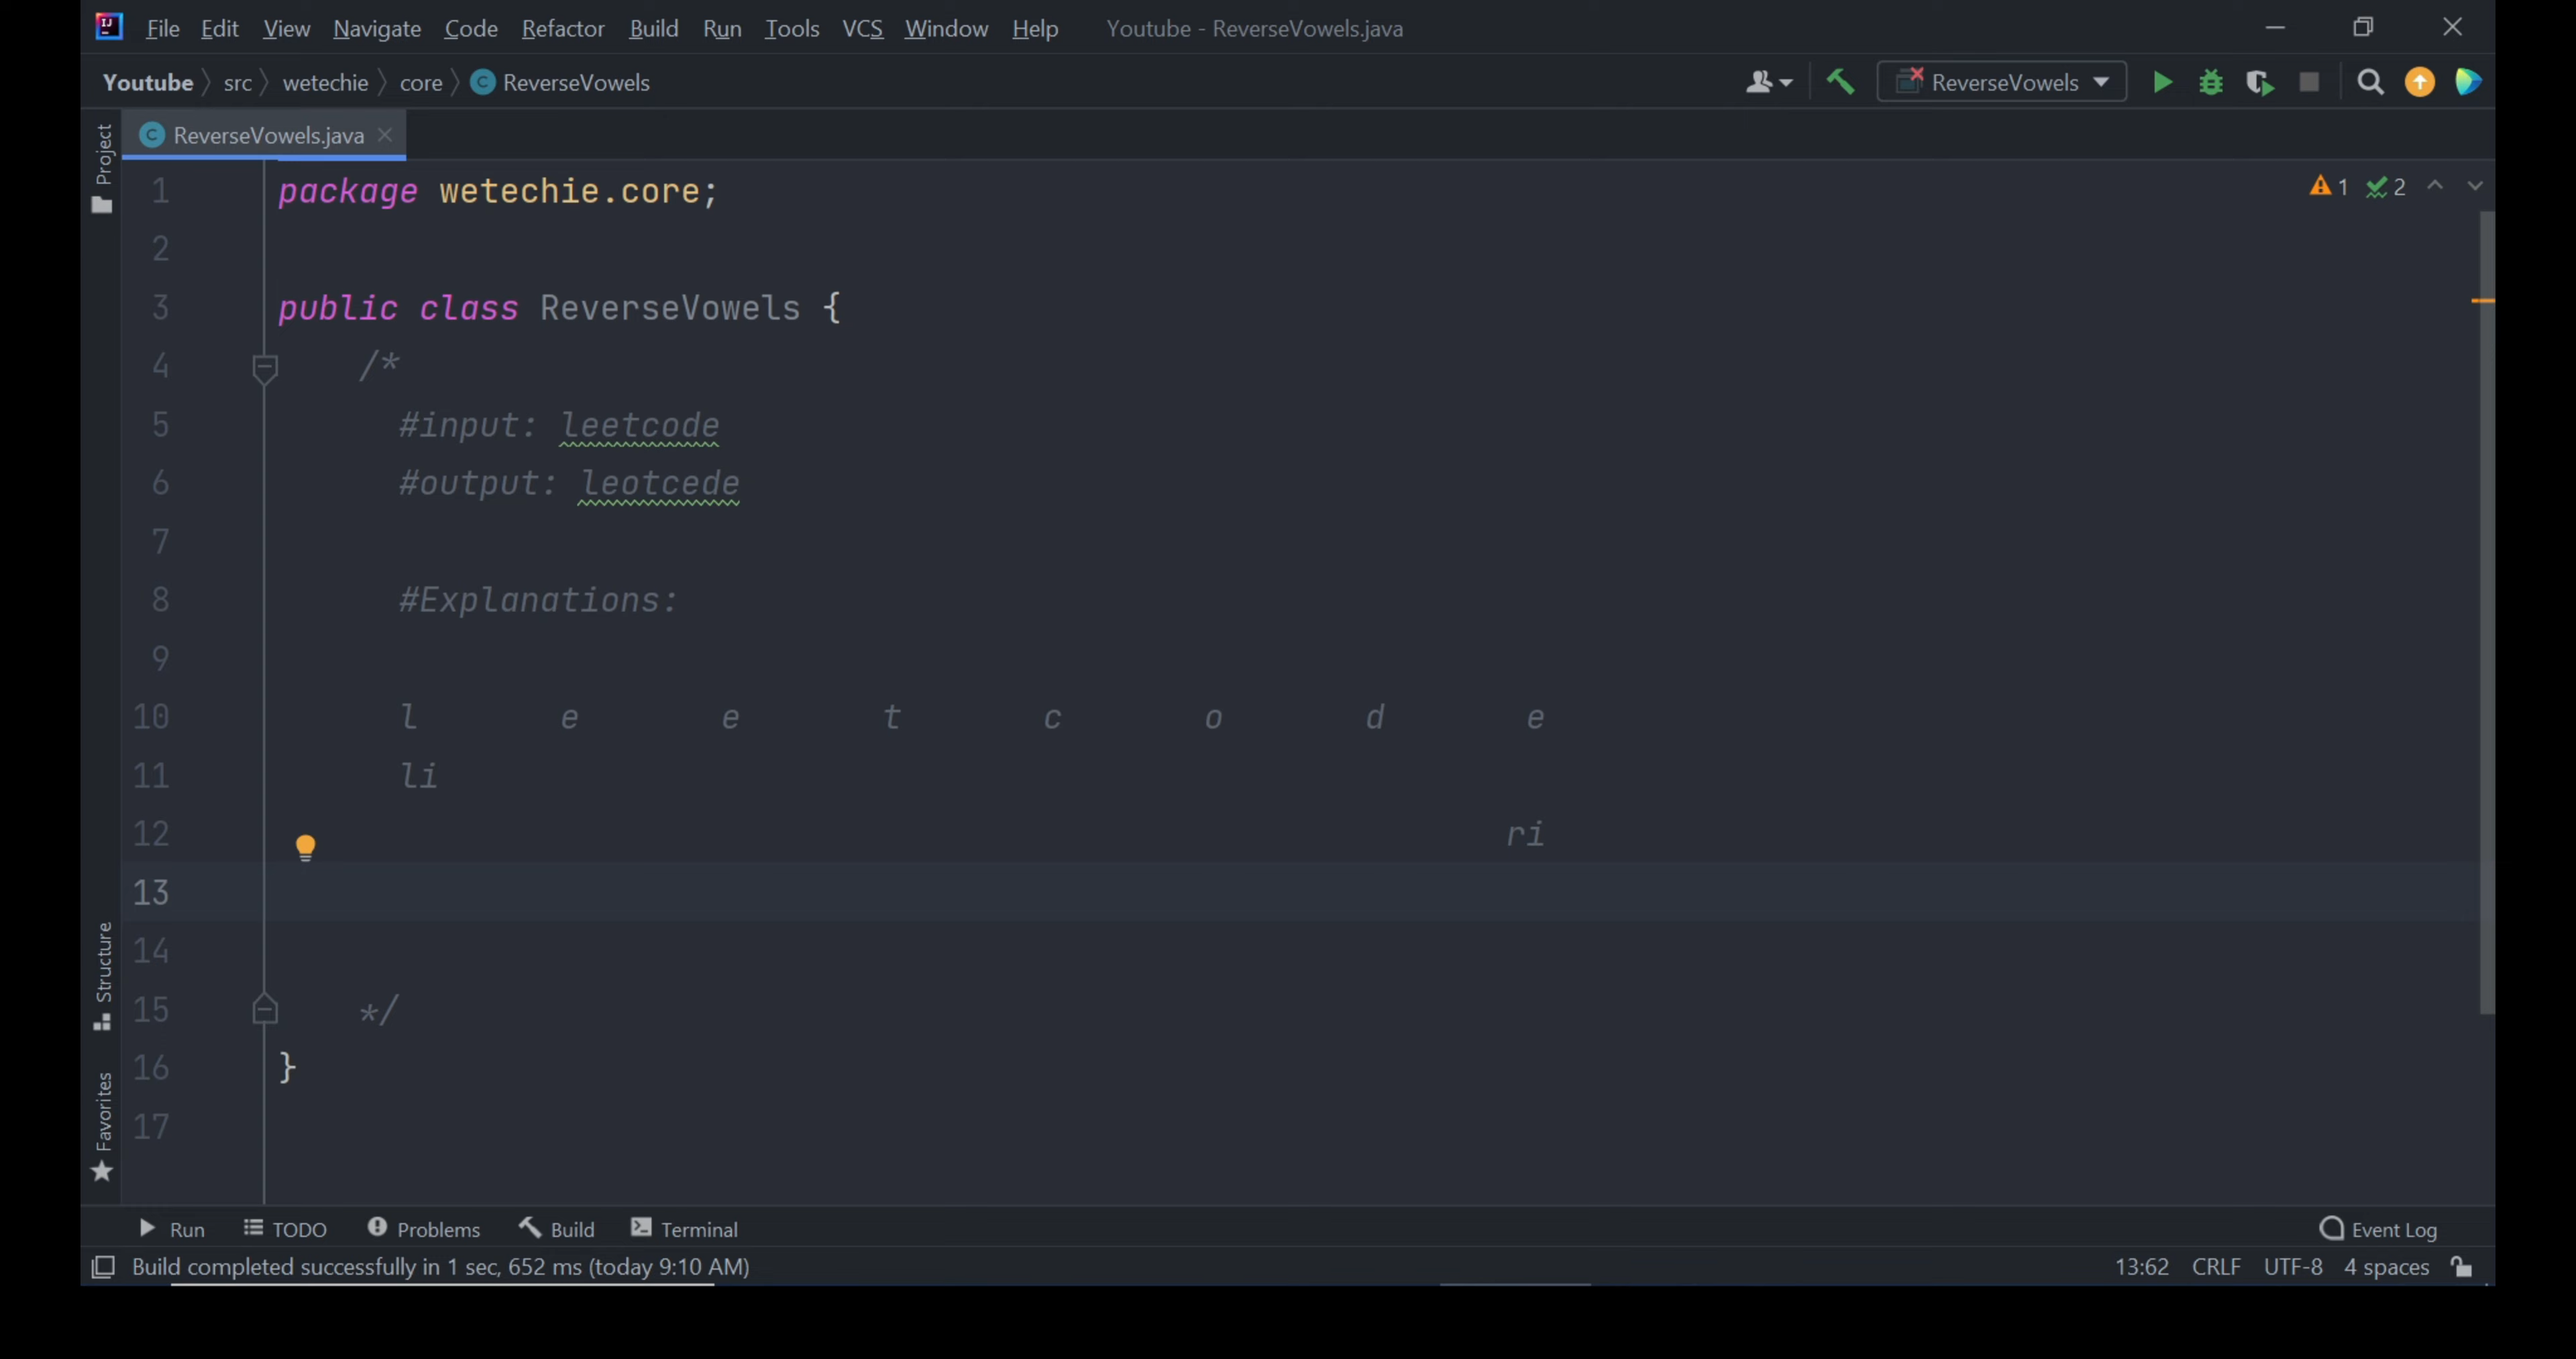 File Edit View Navigate Code Refactor Build Run Tools VCS Window Help Youtube - ReverseVowels.java
Youtube src wetechie core ReverseVowels ReverseVowels
Project
ReverseVowels.java
1 package wetechie.core;
1 2
2
3 public class ReverseVowels {
4 /*
5 #input: leetcode
6 #output: leotcede
7
8 #Explanations:
9
10 l e e t c o d e
11 li
12 ri
13
14
15 */
16 }
17
Structure
Favorites
Run TODO Problems Build Terminal Event Log
Build completed successfully in 1 sec, 652 ms (today 9:10 AM) 13:62 CRLF UTF-8 4 spaces